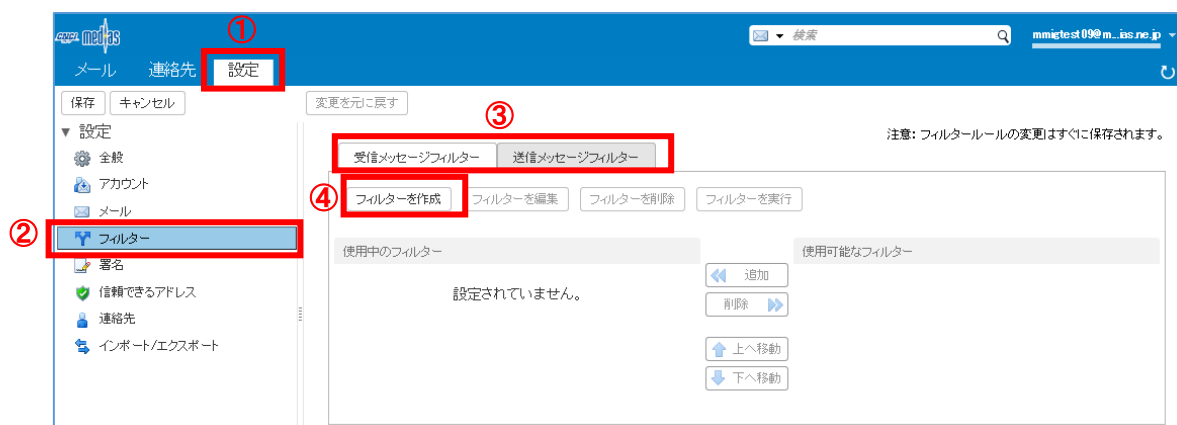 ①
medias
検索
mmigtest09@m...ias.ne.jp
メール 連絡先 設定
保存 キャンセル 変更を元に戻す
③
注意: フィルタールールの変更はすぐに保存されます。
設定
全般
アカウント
メール
②
フィルター
署名
信頼できるアドレス
連絡先
インポート/エクスポート
受信メッセージフィルター 送信メッセージフィルター
④
フィルターを作成 フィルターを編集 フィルターを削除 フィルターを実行
使用中のフィルター 使用可能なフィルター
設定されていません。
追加
削除
上へ移動
下へ移動